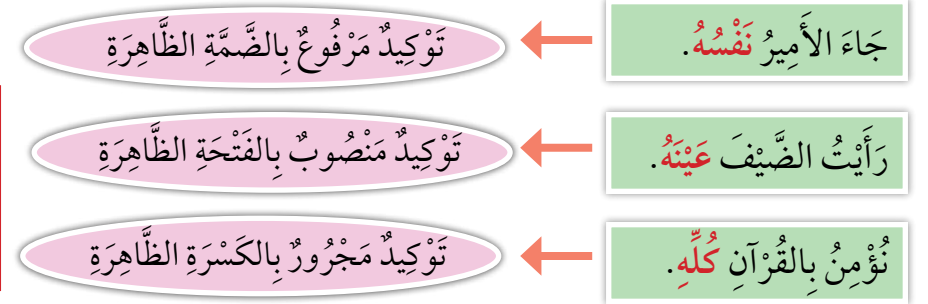 جَاءَ الأَمِيرُ نَفْسُهُ. تَوْكِيدٌ مَرْفُوعٌ بِالضَّمَّةِ الظَّاهِرَةِ
رَأَيْتُ الضَّيْفَ عَيْنَهُ. تَوْكِيدٌ مَنْصُوبٌ بِالفَتْحَةِ الظَّاهِرَةِ
نُؤْمِنُ بِالقُرْآنِ كُلِّهِ. تَوْكِيدٌ مَجْرُورٌ بِالكَسْرَةِ الظَّاهِرَةِ